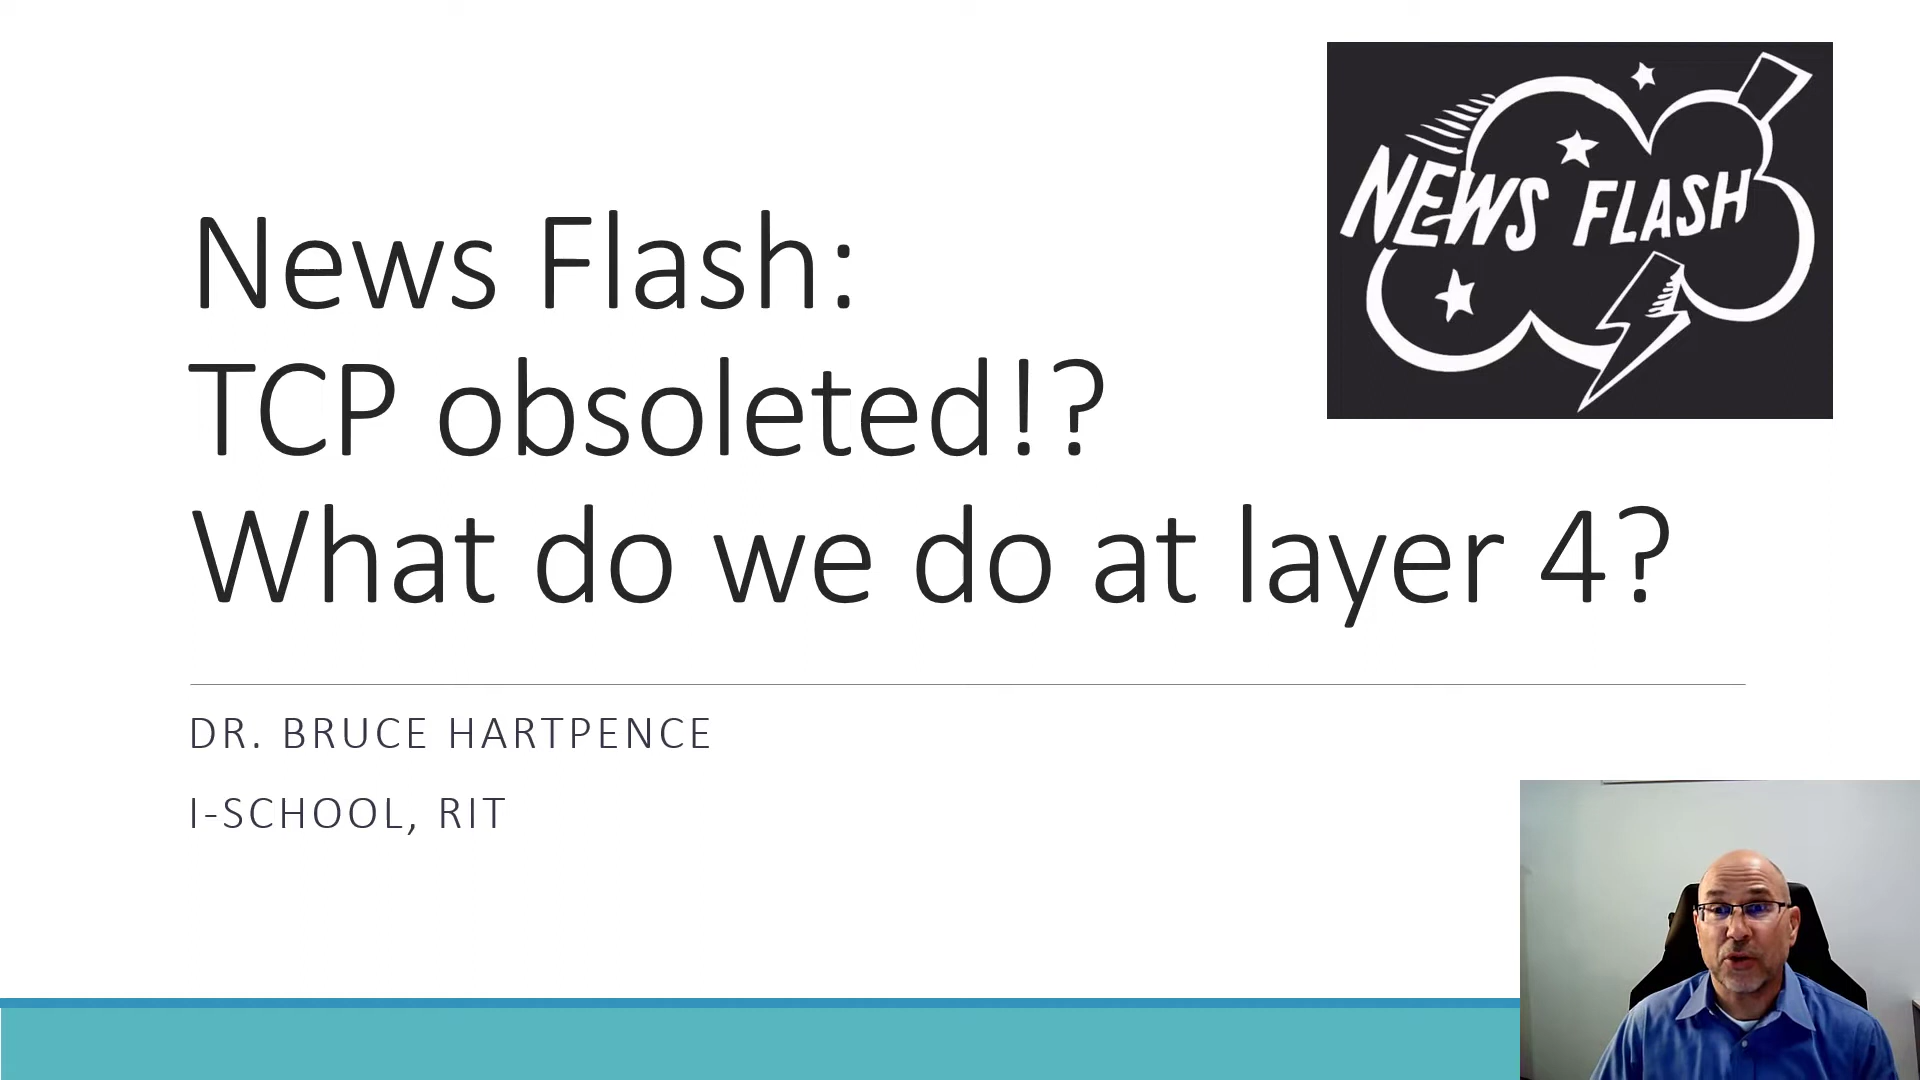 NEWS FLASH
News Flash:
TCP obsoleted!?
What do we do at layer 4?
DR. BRUCE HARTPENCE
I-SCHOOL, RIT